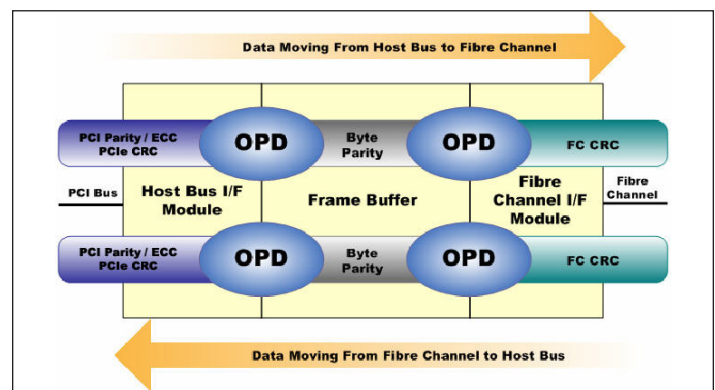 Data Moving From Host Bus to Fibre Channel
PCI Parity / ECC
PCIe CRC
OPD
Byte
Parity
OPD
FC CRC
PCI Bus
Host Bus I/F
Module
Frame Buffer
Fibre
Channel I/F
Module
Fibre
Channel
PCI Parity / ECC
PCIe CRC
OPD
Byte
Parity
OPD
FC CRC
Data Moving From Fibre Channel to Host Bus